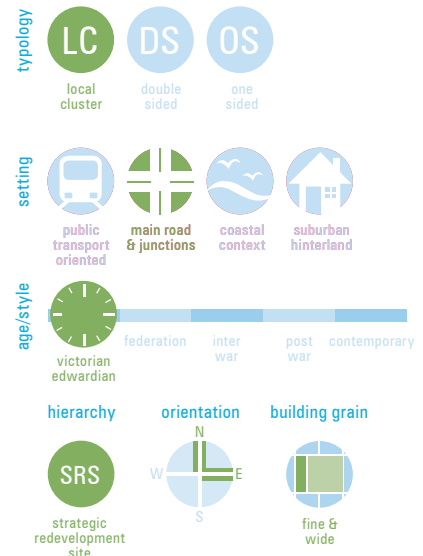 typology
LC DS OS
local cluster
double sided
one sided
setting
public transport oriented
main road & junctions
coastal context
suburban hinterland
age/style
victorian edwardian
federation
inter war
post war
contemporary
hierarchy
orientation
building grain
SRS
N
W
E
S
strategic redevelopment site
fine & wide